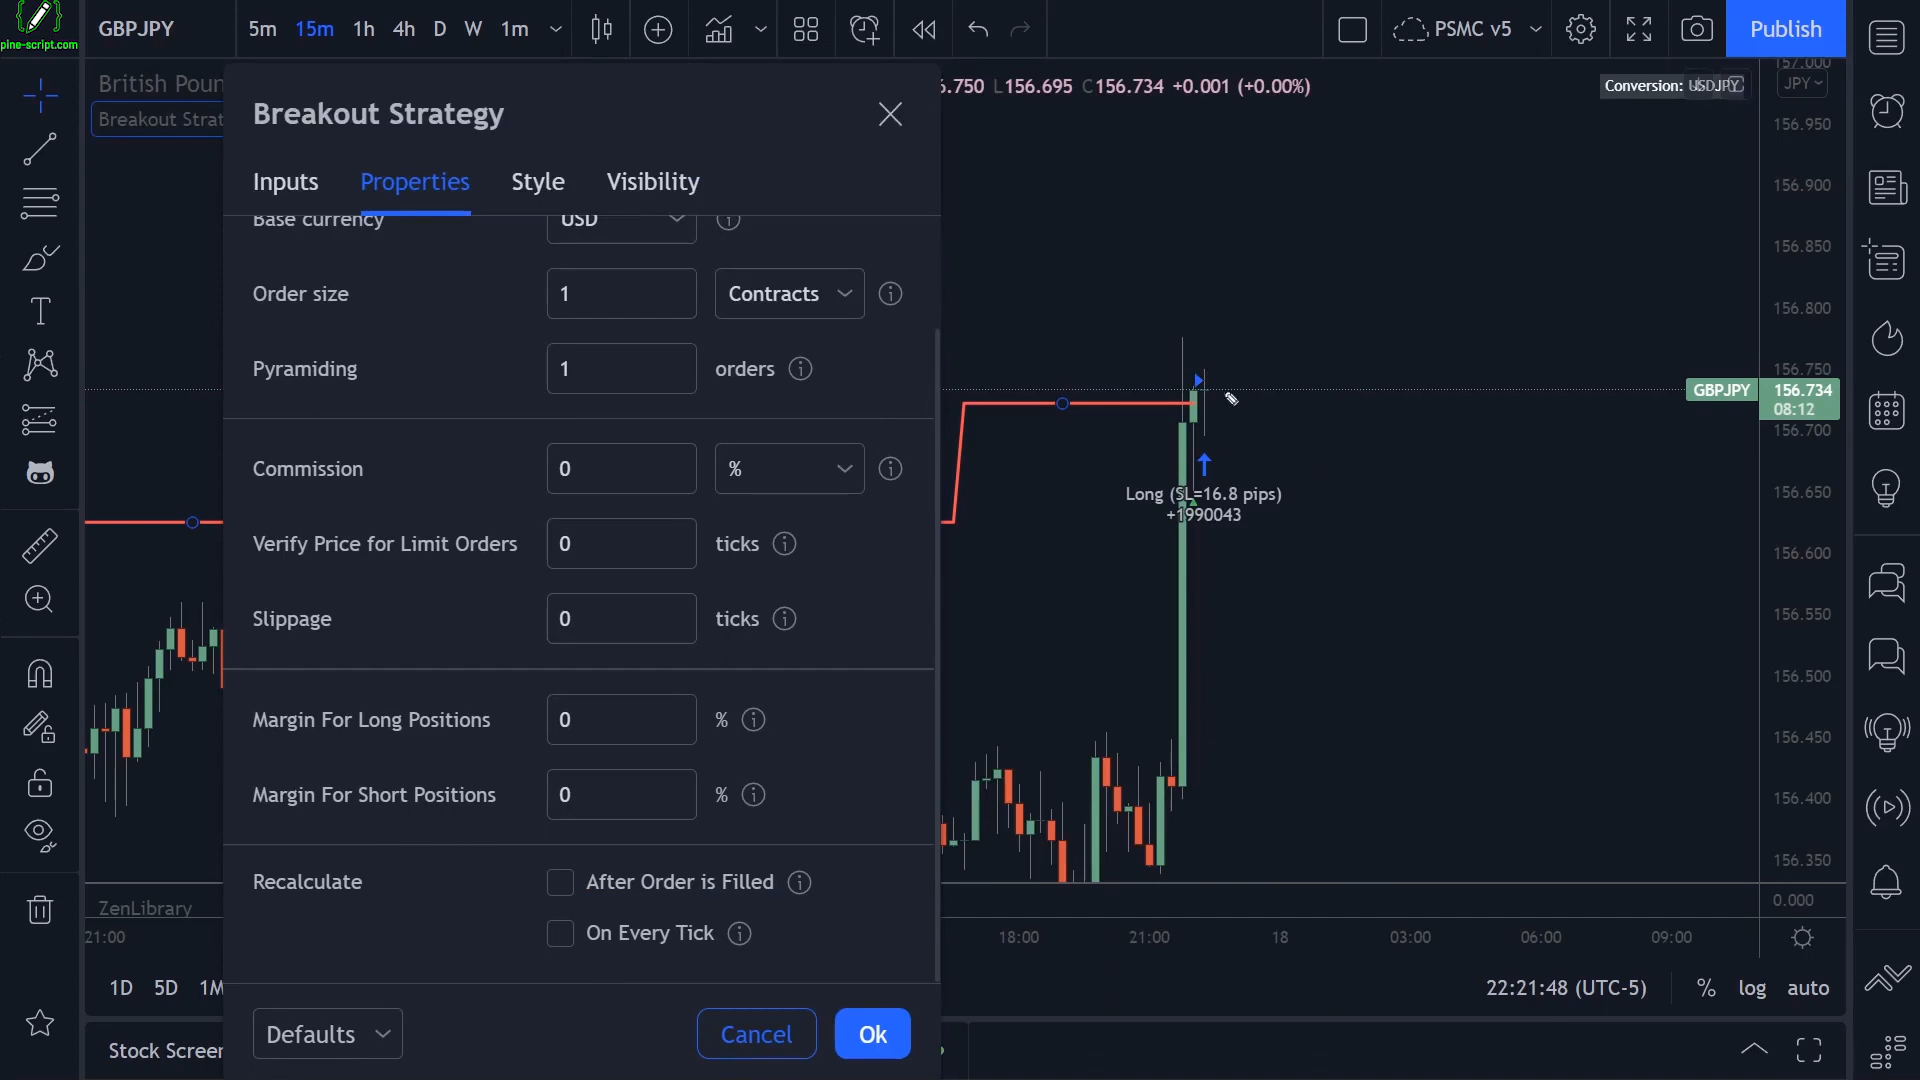 pine-script.com
GBPJPY
5m 15m 1h 4h D W 1m
PSMC v5
Publish
British Poun
6.750 L156.695 C156.734 +0.001 (+0.00%)
Conversion: USDJPY
JPY
Breakout Strat
Breakout Strategy
Inputs Properties Style Visibility
Base currency USD
Order size 1 Contracts
Pyramiding 1 orders
Commission 0 %
Verify Price for Limit Orders 0 ticks
Slippage 0 ticks
Margin For Long Positions 0 %
Margin For Short Positions 0 %
Recalculate After Order is Filled
On Every Tick
Defaults Cancel Ok
Long (SL=16.8 pips)
+1990043
157.000
156.950
156.900
156.850
156.800
156.750
GBPJPY 156.734
08:12
156.700
156.650
156.600
156.550
156.500
156.450
156.400
156.350
0.000
ZenLibrary
21:00 18:00 21:00 18 03:00 06:00 09:00
1D 5D 1M
22:21:48 (UTC-5) % log auto
Stock Screen